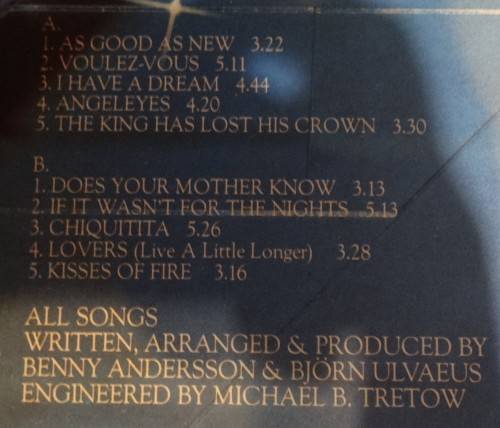 A.
1. AS GOOD AS NEW 3.22
2. VOULEZ-VOUS 5.11
3. I HAVE A DREAM 4.44
4. ANGELEYES 4.20
5. THE KING HAS LOST HIS CROWN 3.30
B.
1. DOES YOUR MOTHER KNOW 3.13
2. IF IT WASN'T FOR THE NIGHTS 5.13
3. CHIQUITITA 5.26
4. LOVERS (Live A Little Longer) 3.28
5. KISSES OF FIRE 3.16
ALL SONGS
WRITTEN, ARRANGED & PRODUCED BY
BENNY ANDERSSON & BJÖRN ULVAEUS
ENGINEERED BY MICHAEL B. TRETOW